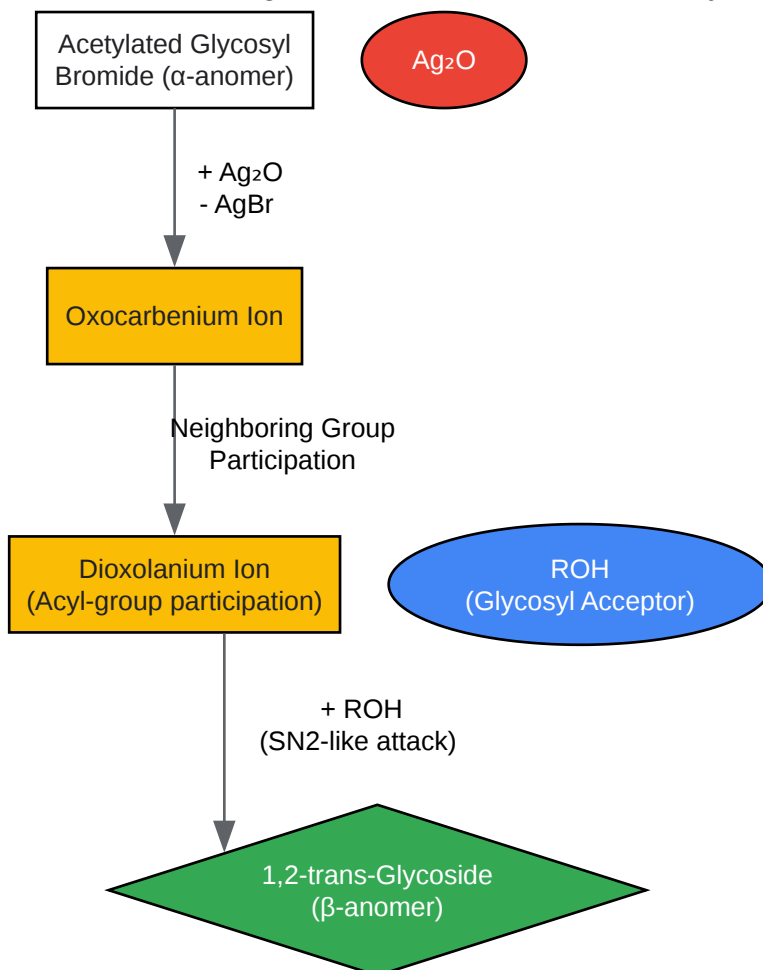 Acetylated Glycosyl
Bromide (α-anomer)
Ag₂O
+ Ag₂O
- AgBr
Oxocarbenium Ion
Neighboring Group
Participation
Dioxolanium Ion
(Acyl-group participation)
ROH
(Glycosyl Acceptor)
+ ROH
(SN2-like attack)
1,2-trans-Glycoside
(β-anomer)